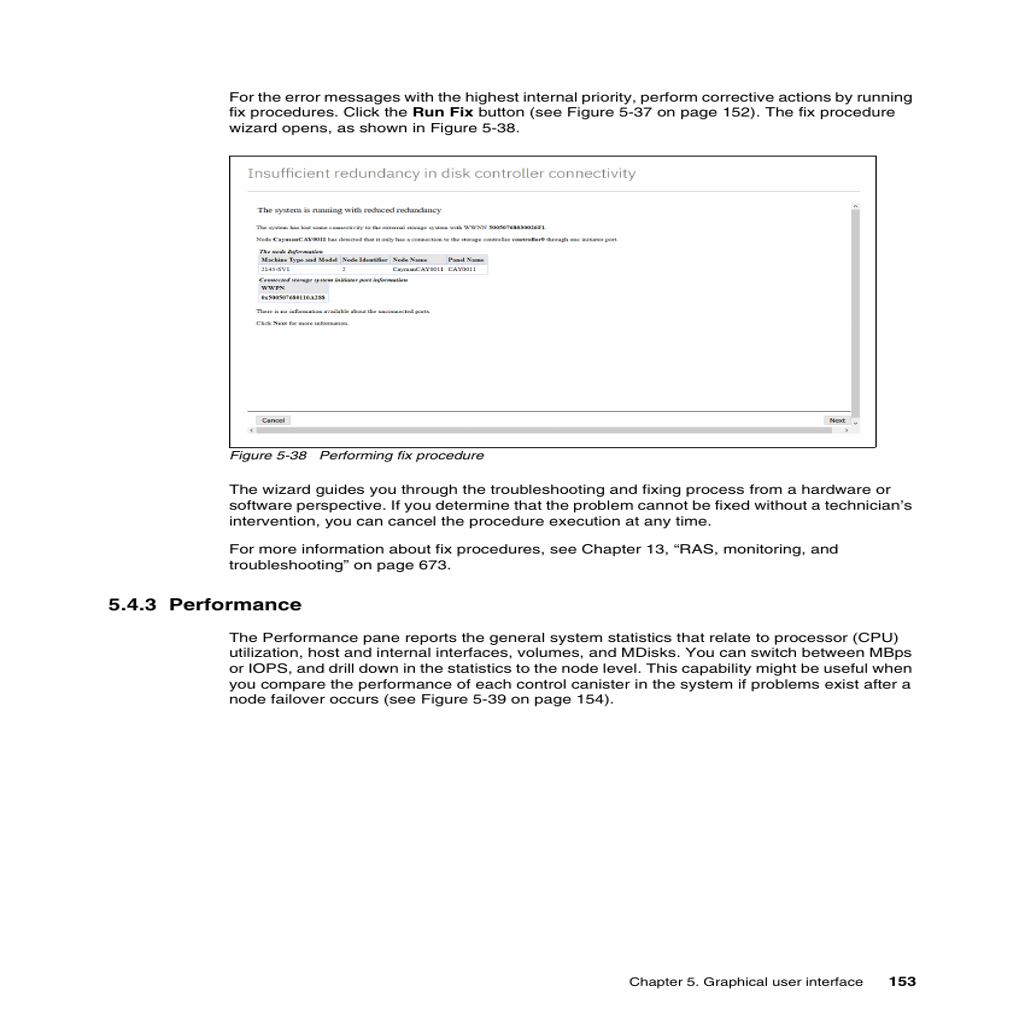 For the error messages with the highest internal priority, perform corrective actions by running
fix procedures. Click the Run Fix button (see Figure 5-37 on page 152). The fix procedure
wizard opens, as shown in Figure 5-38.
Insufficient redundancy in disk controller connectivity
The system is running with reduced redundancy
The system has lost some connectivity to the external storage system with WWNN
Node CaymanCAY0011 has detected that it only has a connection to the storage controller controller0 through one initiator port.
The node Information
Machine Type and Model Node Identifier Node Name Panel Name
2145-SV1 2 CaymanCAY0011 CAY0011
Connected storage system initiator port information
WWPN
0x500507680110A288
There is no information available about the unconnected ports.
Click Next for more information.
Cancel Next
Figure 5-38 Performing fix procedure
The wizard guides you through the troubleshooting and fixing process from a hardware or
software perspective. If you determine that the problem cannot be fixed without a technician’s
intervention, you can cancel the procedure execution at any time.
For more information about fix procedures, see Chapter 13, “RAS, monitoring, and
troubleshooting” on page 673.
5.4.3 Performance
The Performance pane reports the general system statistics that relate to processor (CPU)
utilization, host and internal interfaces, volumes, and MDisks. You can switch between MBps
or IOPS, and drill down in the statistics to the node level. This capability might be useful when
you compare the performance of each control canister in the system if problems exist after a
node failover occurs (see Figure 5-39 on page 154).
Chapter 5. Graphical user interface 153